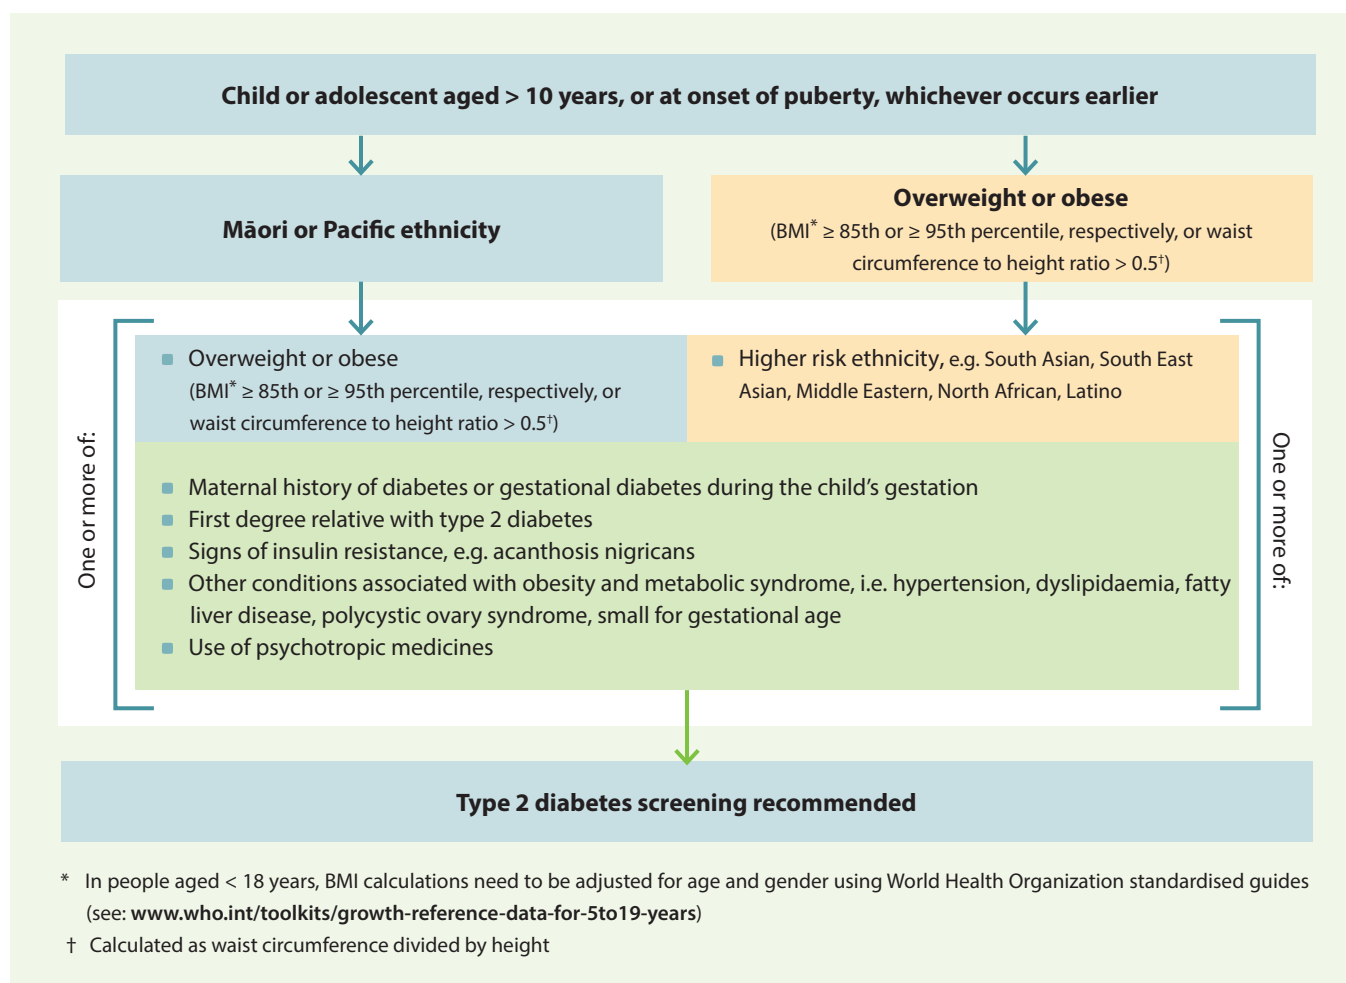 Child or adolescent aged > 10 years, or at onset of puberty, whichever occurs earlier
Māori or Pacific ethnicity
Overweight or obese
(BMI* ≥ 85th or ≥ 95th percentile, respectively, or waist
circumference to height ratio > 0.5†)
One or more of:
Overweight or obese
(BMI* ≥ 85th or ≥ 95th percentile, respectively, or
waist circumference to height ratio > 0.5†)
Higher risk ethnicity, e.g. South Asian, South East
Asian, Middle Eastern, North African, Latino
One or more of:
Maternal history of diabetes or gestational diabetes during the child’s gestation
First degree relative with type 2 diabetes
Signs of insulin resistance, e.g. acanthosis nigricans
Other conditions associated with obesity and metabolic syndrome, i.e. hypertension, dyslipidaemia, fatty
liver disease, polycystic ovary syndrome, small for gestational age
Use of psychotropic medicines
Type 2 diabetes screening recommended
* In people aged < 18 years, BMI calculations need to be adjusted for age and gender using World Health Organization standardised guides
(see: www.who.int/toolkits/growth-reference-data-for-5to19-years)
† Calculated as waist circumference divided by height